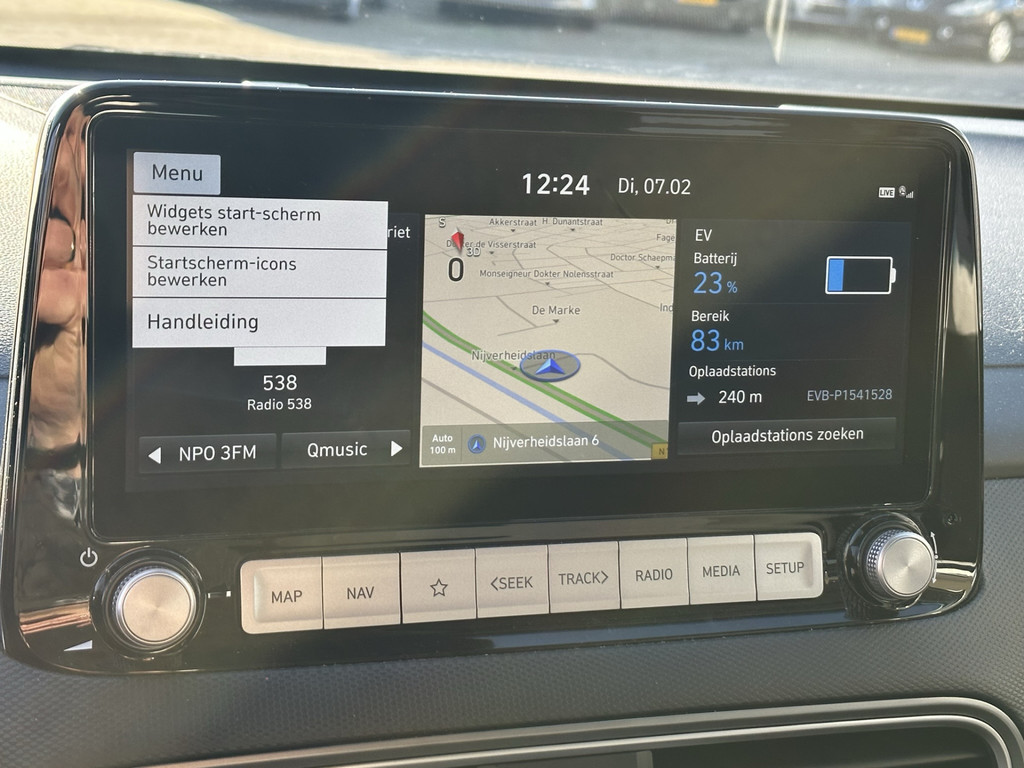 Menu
12:24 Di, 07.02
LIVE
Widgets start-scherm
bewerken
Startscherm-icons
bewerken
Handleiding
riet
538
Radio 538
NPO 3FM
Qmusic
S
3D
0
Akkerstraat
H. Dunantstraat
Dokter de Visserstraat
Fage
Doctor Schaepma
Monseigneur Dokter Nolensstraat
De Marke
Ind
Nijverheidslaan
Auto
100 m
Nijverheidslaan 6
N
EV
Batterij
23 %
Bereik
83 km
Oplaadstations
240 m EVB-P1541528
Oplaadstations zoeken
MAP NAV <SEEK TRACK> RADIO MEDIA SETUP